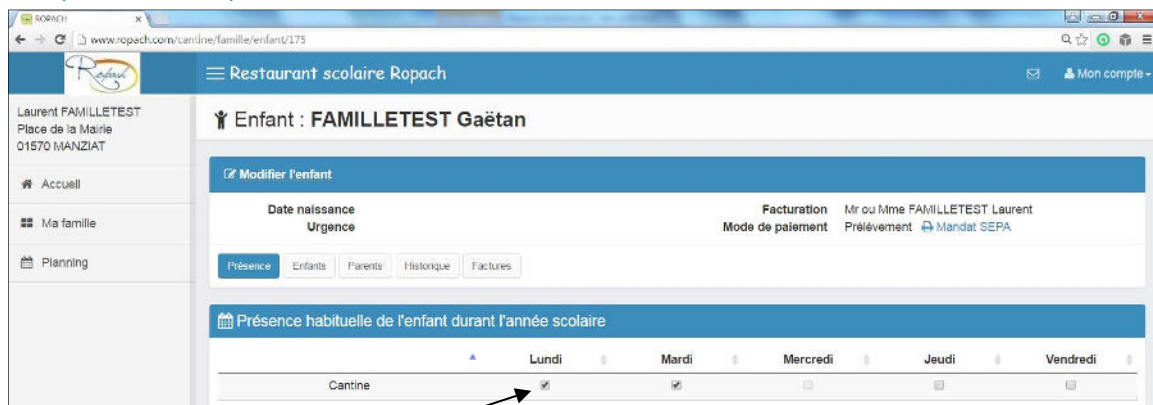 ROPACH
www.ropach.com/cantine/famille/enfant/175
Ropach
Restaurant scolaire Ropach
Mon compte
Laurent FAMILLETEST
Place de la Mairie
01570 MANZIAT
Enfant : FAMILLETEST Gaëtan
Accueil
Ma famille
Planning
Modifier l'enfant
Date naissance
Urgence
Facturation Mr ou Mme FAMILLETEST Laurent
Mode de paiement Prélèvement Mandat SEPA
Présence Enfants Parents Historique Factures
Présence habituelle de l'enfant durant l'année scolaire
Lundi Mardi Mercredi Jeudi Vendredi
Cantine